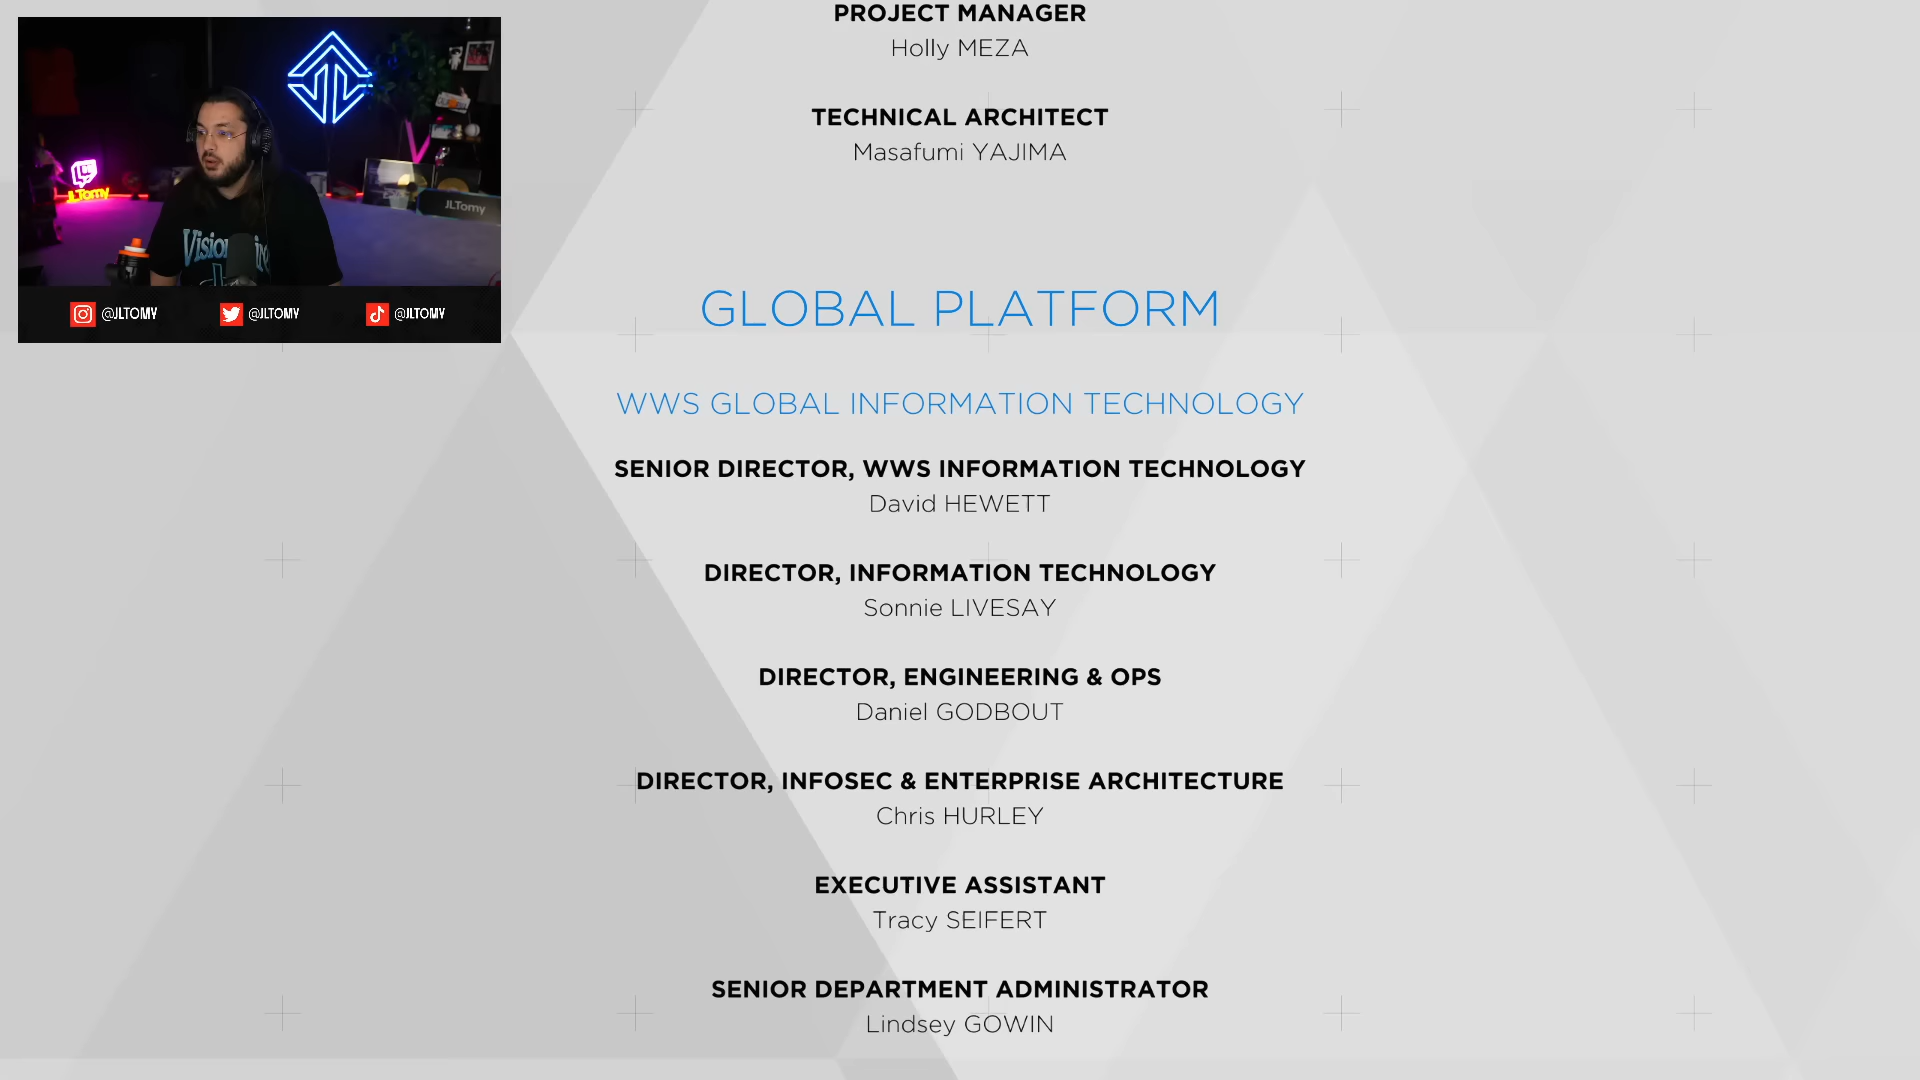 JLTomy
JLTomy
@JLTOMY
@JLTOMY
@JLTOMY
PROJECT MANAGER
Holly MEZA
TECHNICAL ARCHITECT
Masafumi YAJIMA
GLOBAL PLATFORM
WWS GLOBAL INFORMATION TECHNOLOGY
SENIOR DIRECTOR, WWS INFORMATION TECHNOLOGY
David HEWETT
DIRECTOR, INFORMATION TECHNOLOGY
Sonnie LIVESAY
DIRECTOR, ENGINEERING & OPS
Daniel GODBOUT
DIRECTOR, INFOSEC & ENTERPRISE ARCHITECTURE
Chris HURLEY
EXECUTIVE ASSISTANT
Tracy SEIFERT
SENIOR DEPARTMENT ADMINISTRATOR
Lindsey GOWIN